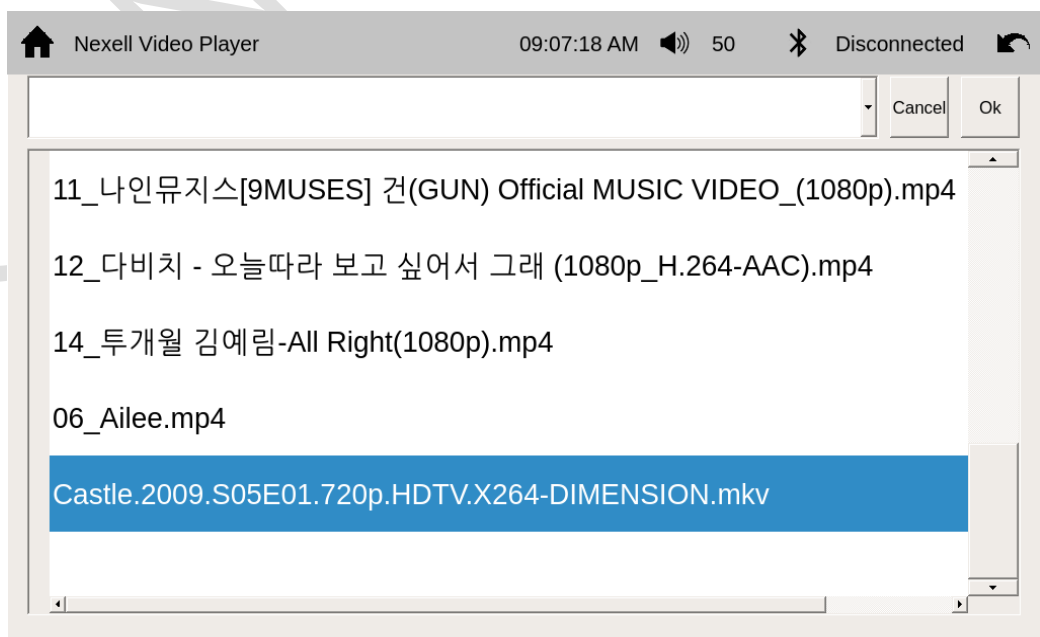 Nexell Video Player 09:07:18 AM 50 Disconnected
Cancel Ok
11_나인뮤지스[9MUSES] 건(GUN) Official MUSIC VIDEO_(1080p).mp4
12_다비치 - 오늘따라 보고 싶어서 그래 (1080p_H.264-AAC).mp4
14_투개월 김예림-All Right(1080p).mp4
06_Ailee.mp4
Castle.2009.S05E01.720p.HDTV.X264-DIMENSION.mkv